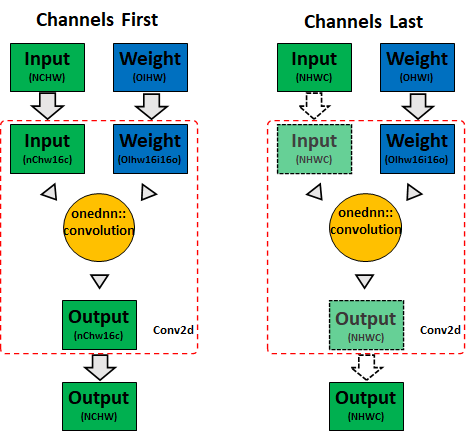 Channels First
Channels Last
Input
(NCHW)
Weight
(OIHW)
Input
(NHWC)
Weight
(OHWI)
Input
(nChw16c)
Weight
(OIhw16i16o)
Input
(NHWC)
Weight
(OIhw16i16o)
onednn::
convolution
onednn::
convolution
Output
(nChw16c)
Conv2d
Output
(NHWC)
Conv2d
Output
(NCHW)
Output
(NHWC)